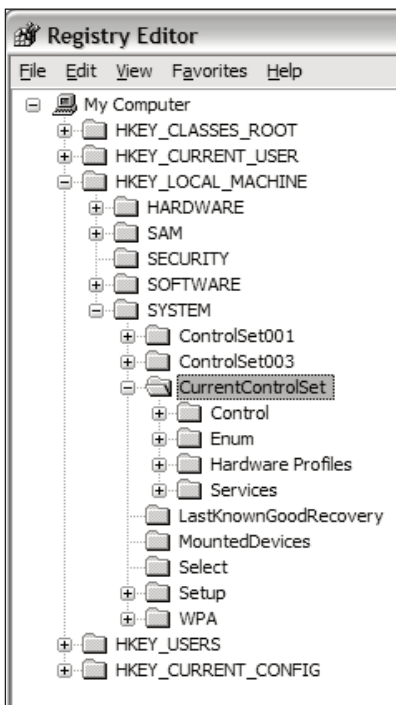 Registry Editor
File Edit View Favorites Help
My Computer
HKEY_CLASSES_ROOT
HKEY_CURRENT_USER
HKEY_LOCAL_MACHINE
HARDWARE
SAM
SECURITY
SOFTWARE
SYSTEM
ControlSet001
ControlSet003
CurrentControlSet
Control
Enum
Hardware Profiles
Services
LastKnownGoodRecovery
MountedDevices
Select
Setup
WPA
HKEY_USERS
HKEY_CURRENT_CONFIG